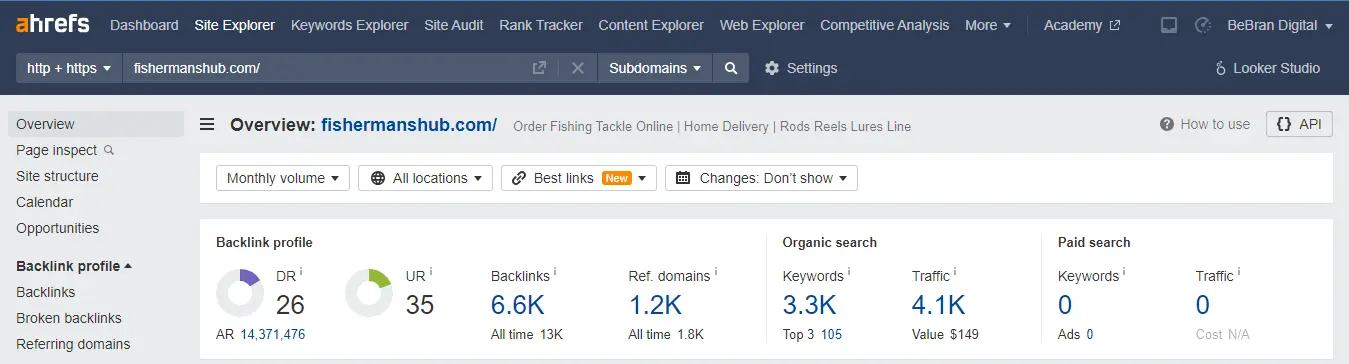 ahrefs Dashboard Site Explorer Keywords Explorer Site Audit Rank Tracker Content Explorer Web Explorer Competitive Analysis More Academy BeBran Digital
http + https fishermanshub.com/ Subdomains Settings Looker Studio
Overview
Page inspect
Site structure
Calendar
Opportunities
Backlink profile
Backlinks
Broken backlinks
Referring domains
Overview: fishermanshub.com/ Order Fishing Tackle Online | Home Delivery | Rods Reels Lures Line How to use {} API
Monthly volume All locations Best links New Changes: Don't show
Backlink profile
DR i UR i Backlinks i Ref. domains i
26 35 6.6K 1.2K
AR 14,371,476 All time 13K All time 1.8K
Organic search
Keywords i Traffic i
3.3K 4.1K
Top 3 105 Value $149
Paid search
Keywords i Traffic i
0 0
Ads 0 Cost N/A